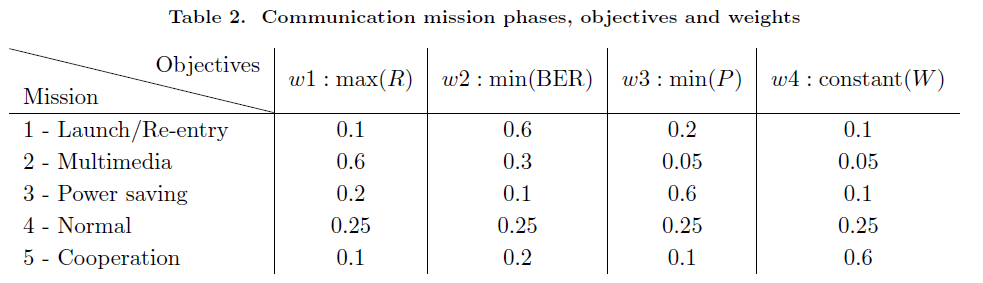 Table 2. Communication mission phases, objectives and weights
Objectives
Mission
w1 : max(R) w2 : min(BER) w3 : min(P) w4 : constant(W)
1 - Launch/Re-entry 0.1 0.6 0.2 0.1
2 - Multimedia 0.6 0.3 0.05 0.05
3 - Power saving 0.2 0.1 0.6 0.1
4 - Normal 0.25 0.25 0.25 0.25
5 - Cooperation 0.1 0.2 0.1 0.6